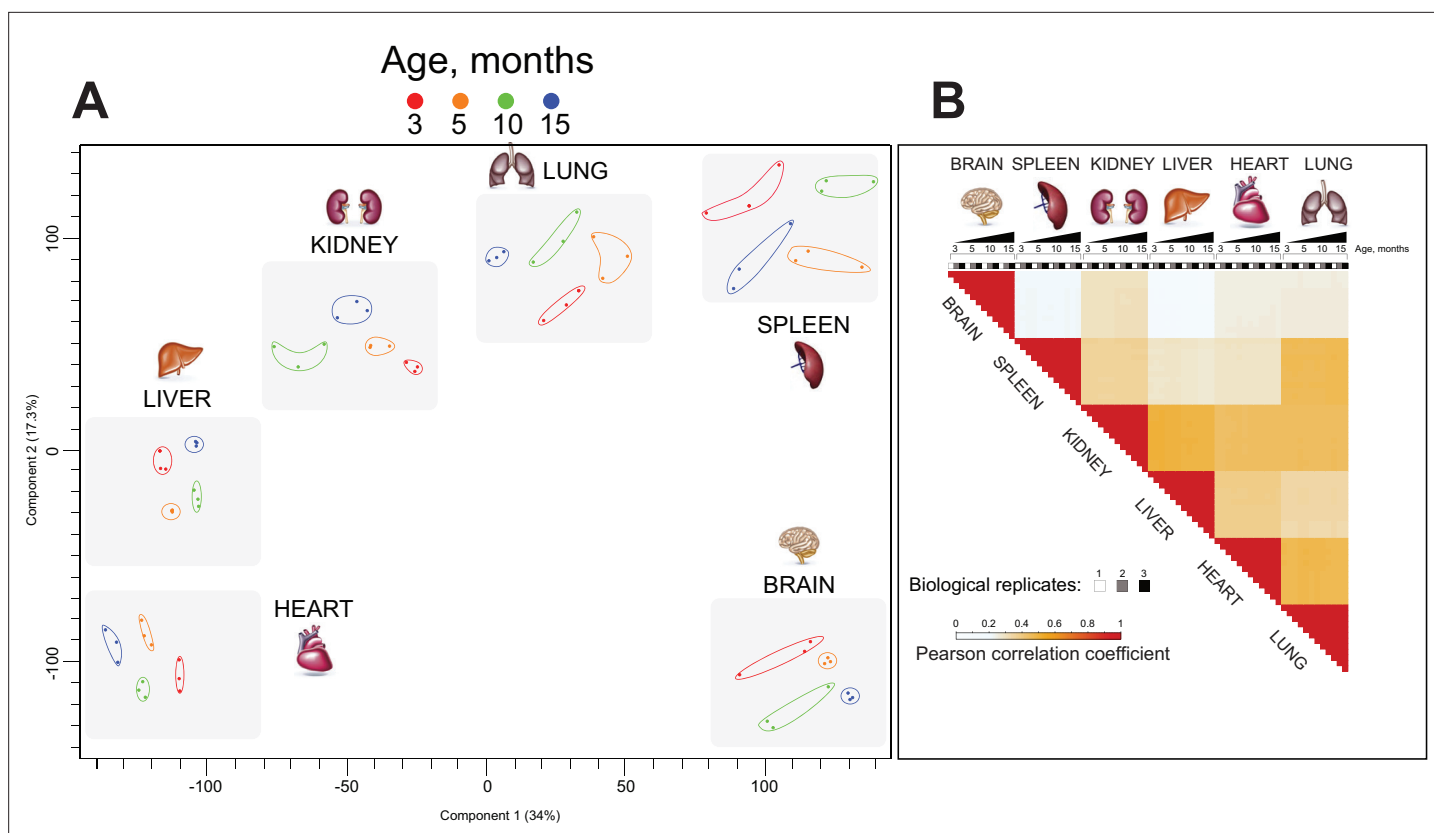 Age, months
3 5 10 15
A
B
LUNG
KIDNEY
LIVER
SPLEEN
HEART
BRAIN
100
0
-100
Component 2 (17.3%)
-100 -50 0 50 100
Component 1 (34%)
BRAIN SPLEEN KIDNEY LIVER HEART LUNG
3 5 10 15 3 5 10 15 3 5 10 15 3 5 10 15 3 5 10 15 3 5 10 15 Age, months
BRAIN
SPLEEN
KIDNEY
LIVER
HEART
LUNG
1 2 3
Biological replicates:
0 0.2 0.4 0.6 0.8 1
Pearson correlation coefficient